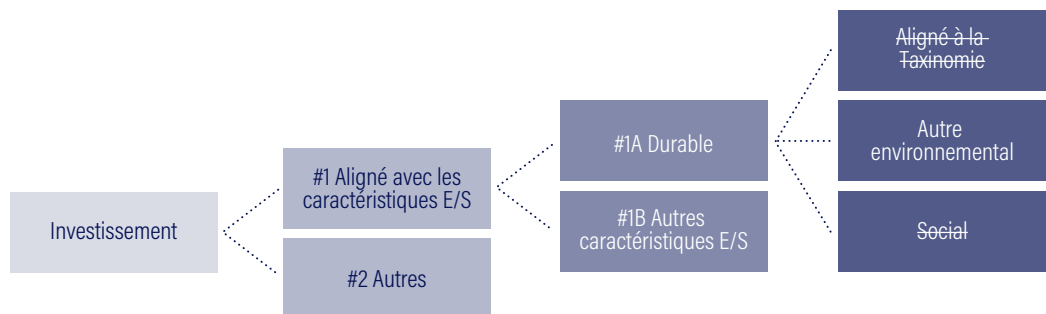 Investissement
#1 Aligné avec les
caractéristiques E/S
#2 Autres
#1A Durable
#1B Autres
caractéristiques E/S
Aligné à la
Taxinomie
Autre
environnemental
Social